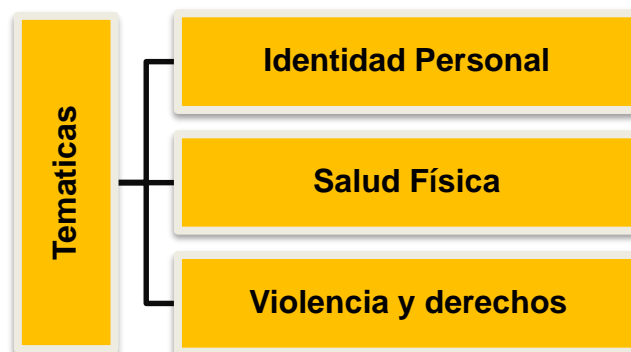 Tematicas
Identidad Personal
Salud Física
Violencia y derechos